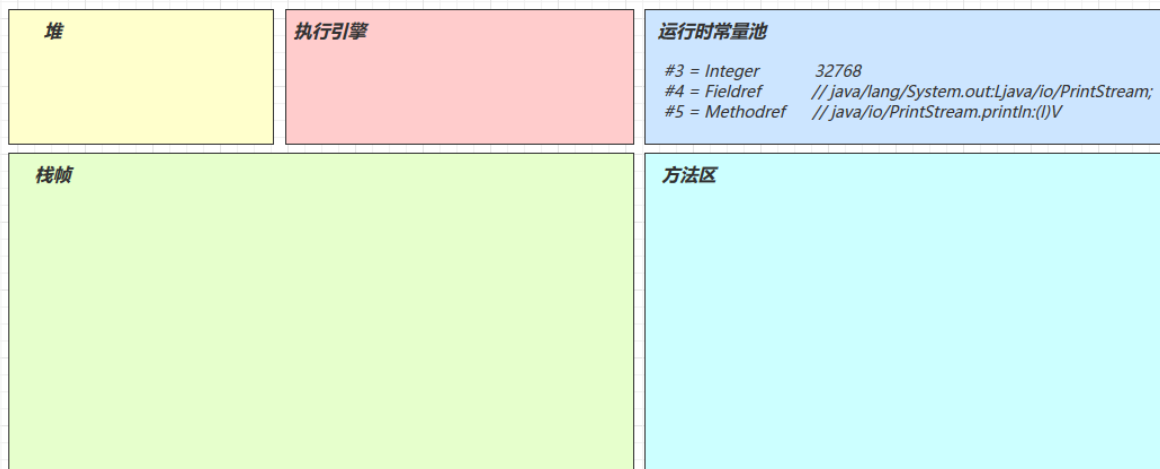 堆
执行引擎
运行时常量池
#3 = Integer 32768
#4 = Fieldref // java/lang/System.out:Ljava/io/PrintStream;
#5 = Methodref // java/io/PrintStream.println:(I)V
栈帧
方法区